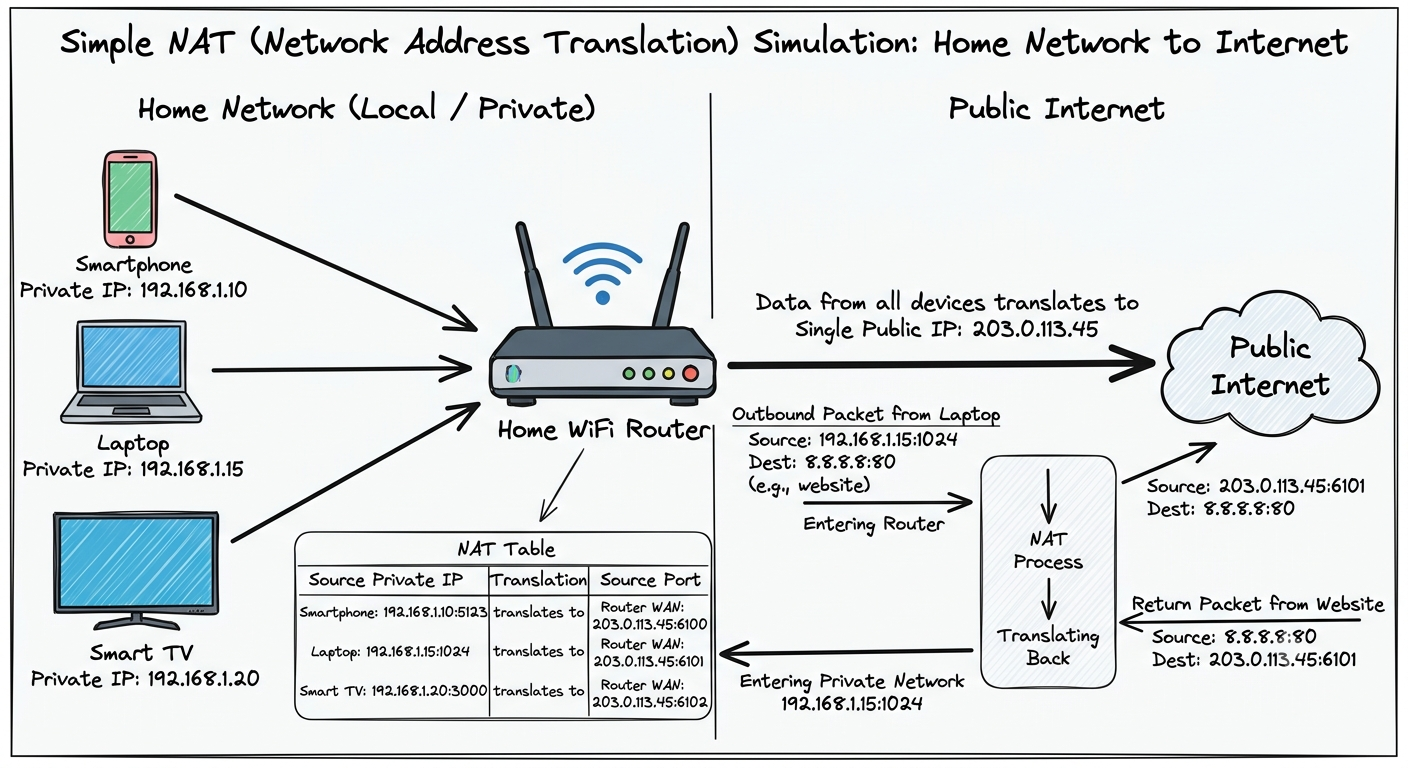 Simple NAT (Network Address Translation) Simulation: Home Network to Internet
Home Network (Local / Private)
Public Internet
Smartphone
Private IP: 192.168.1.10
Laptop
Private IP: 192.168.1.15
Smart TV
Private IP: 192.168.1.20
Home WiFi Router
NAT Table
Source Private IP Translation Source Port
Smartphone: 192.168.1.10:5123 translates to Router WAN:
203.0.113.45:6100
Laptop: 192.168.1.15:1024 translates to Router WAN:
203.0.113.45:6101
Smart TV: 192.168.1.20:3000 translates to Router WAN:
203.0.113.45:6102
Data from all devices translates to
Single Public IP: 203.0.113.45
Public
Internet
Outbound Packet from Laptop
Source: 192.168.1.15:1024
Dest: 8.8.8.8:80
(e.g., website)
Entering Router
NAT
Process
Translating
Back
Source: 203.0.113.45:6101
Dest: 8.8.8.8:80
Return Packet from Website
Source: 8.8.8.8:80
Dest: 203.0.113.45:6101
Entering Private Network
192.168.1.15:1024